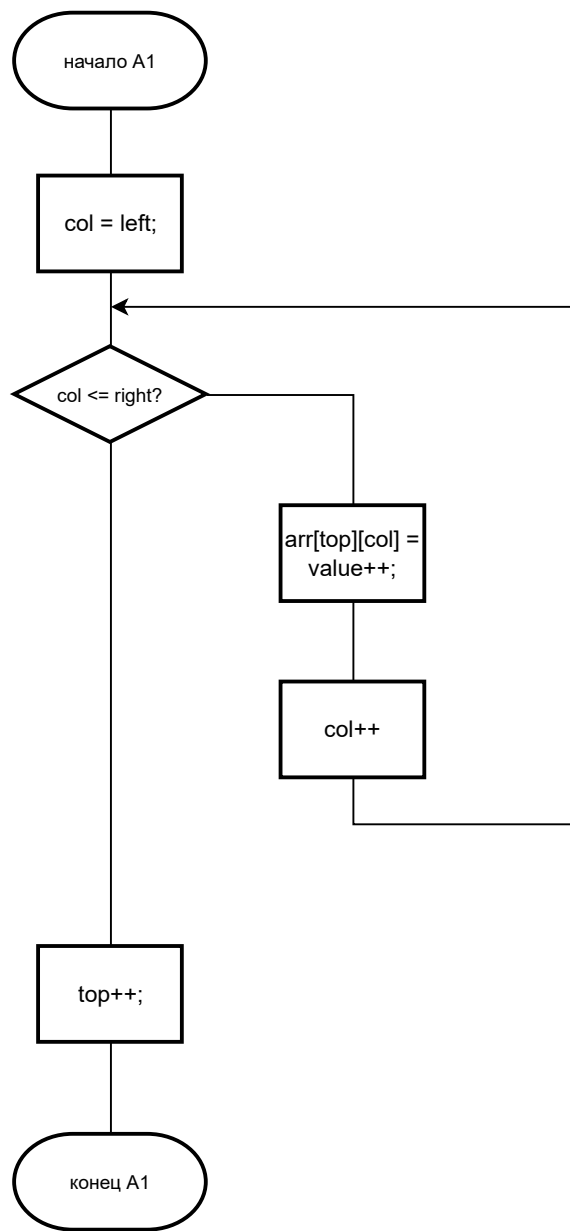 начало A1
col = left;
col <= right?
arr[top][col] =
value++;
col++
top++;
конец A1